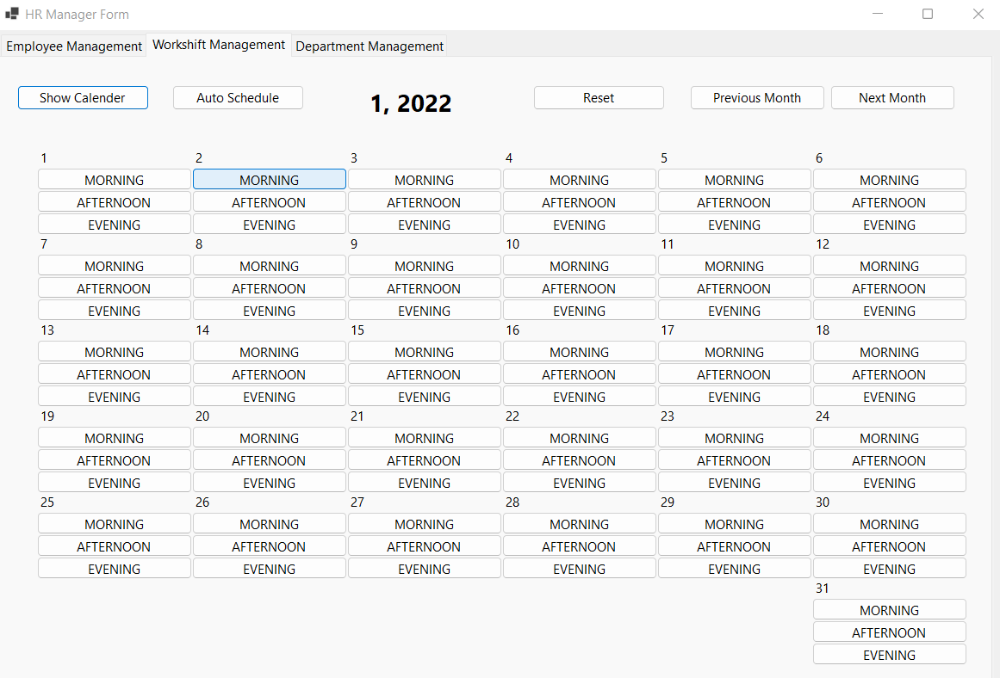 HR Manager Form
Employee Management Workshift Management Department Management
Show Calender Auto Schedule 1, 2022 Reset Previous Month Next Month
1 2 3 4 5 6
MORNING MORNING MORNING MORNING MORNING MORNING
AFTERNOON AFTERNOON AFTERNOON AFTERNOON AFTERNOON AFTERNOON
EVENING EVENING EVENING EVENING EVENING EVENING
7 8 9 10 11 12
MORNING MORNING MORNING MORNING MORNING MORNING
AFTERNOON AFTERNOON AFTERNOON AFTERNOON AFTERNOON AFTERNOON
EVENING EVENING EVENING EVENING EVENING EVENING
13 14 15 16 17 18
MORNING MORNING MORNING MORNING MORNING MORNING
AFTERNOON AFTERNOON AFTERNOON AFTERNOON AFTERNOON AFTERNOON
EVENING EVENING EVENING EVENING EVENING EVENING
19 20 21 22 23 24
MORNING MORNING MORNING MORNING MORNING MORNING
AFTERNOON AFTERNOON AFTERNOON AFTERNOON AFTERNOON AFTERNOON
EVENING EVENING EVENING EVENING EVENING EVENING
25 26 27 28 29 30
MORNING MORNING MORNING MORNING MORNING MORNING
AFTERNOON AFTERNOON AFTERNOON AFTERNOON AFTERNOON AFTERNOON
EVENING EVENING EVENING EVENING EVENING EVENING
31
MORNING
AFTERNOON
EVENING